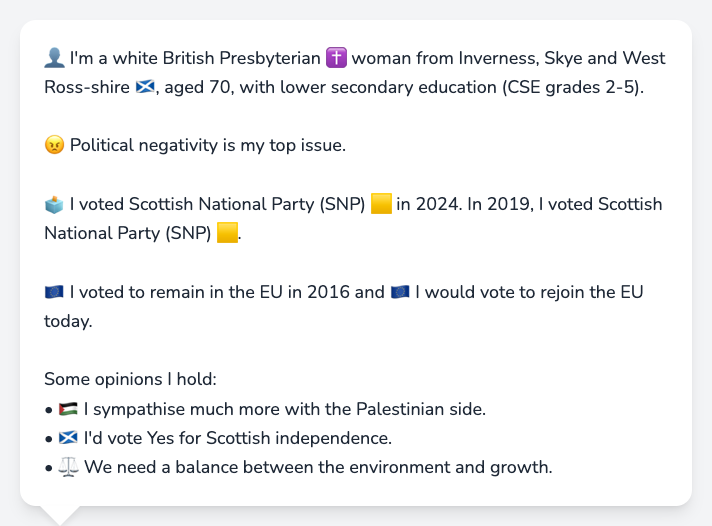 👤 I'm a white British Presbyterian ✝️ woman from Inverness, Skye and West
Ross-shire 🏴󠁧󠁢󠁳󠁣󠁴󠁿, aged 70, with lower secondary education (CSE grades 2-5).
😠 Political negativity is my top issue.
🗳️ I voted Scottish National Party (SNP) 🟨 in 2024. In 2019, I voted Scottish
National Party (SNP) 🟨.
🇪🇺 I voted to remain in the EU in 2016 and 🇪🇺 I would vote to rejoin the EU
today.
Some opinions I hold:
• 🇵🇸 I sympathise much more with the Palestinian side.
• 🏴󠁧󠁢󠁳󠁣󠁴󠁿 I'd vote Yes for Scottish independence.
• ⚖️ We need a balance between the environment and growth.